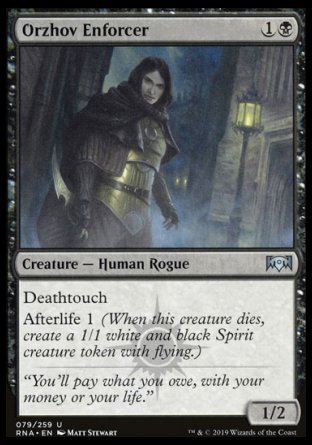 Orzhov Enforcer 1
Creature — Human Rogue
Deathtouch
Afterlife 1 (When this creature dies,
create a 1/1 white and black Spirit
creature token with flying.)
“You’ll pay what you owe, with your
money or your life.”
1/2
079/259 U
RNA • EN Matt Stewart
™ & © 2019 Wizards of the Coast